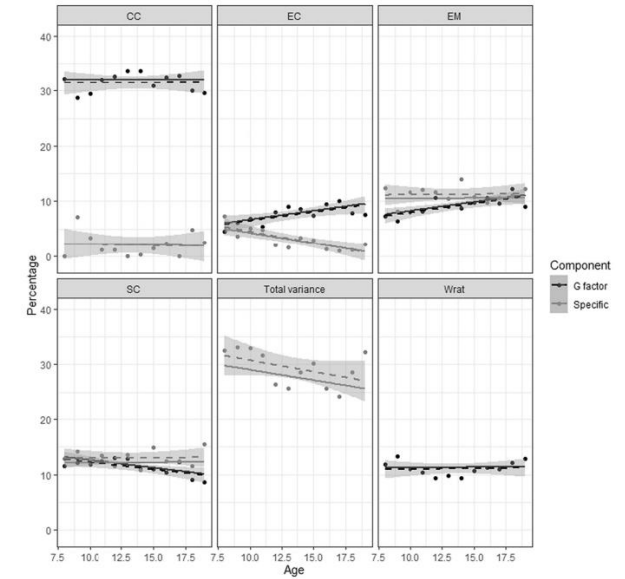 CC EC EM
40
30
20
10
0
Percentage
SC Total variance Wrat
40
30
20
10
0
7.5 10.0 12.5 15.0 17.5 7.5 10.0 12.5 15.0 17.5 7.5 10.0 12.5 15.0 17.5
Age
Component
G factor
Specific